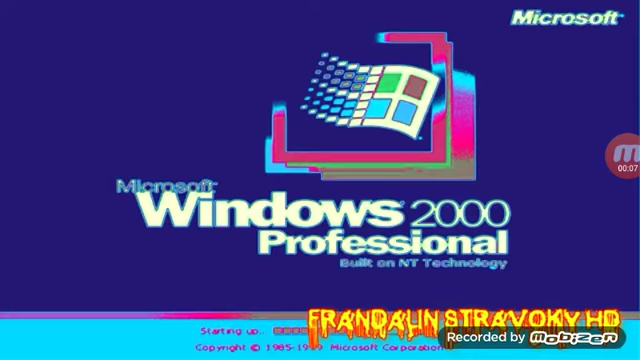 Microsoft
00:07
Microsoft
Windows 2000
Professional
Built on NT Technology
FRANDALIN STRAVOKY HD
Starting up..
Recorded by mobizen
Copyright © 1985-1999 Microsoft Corporation